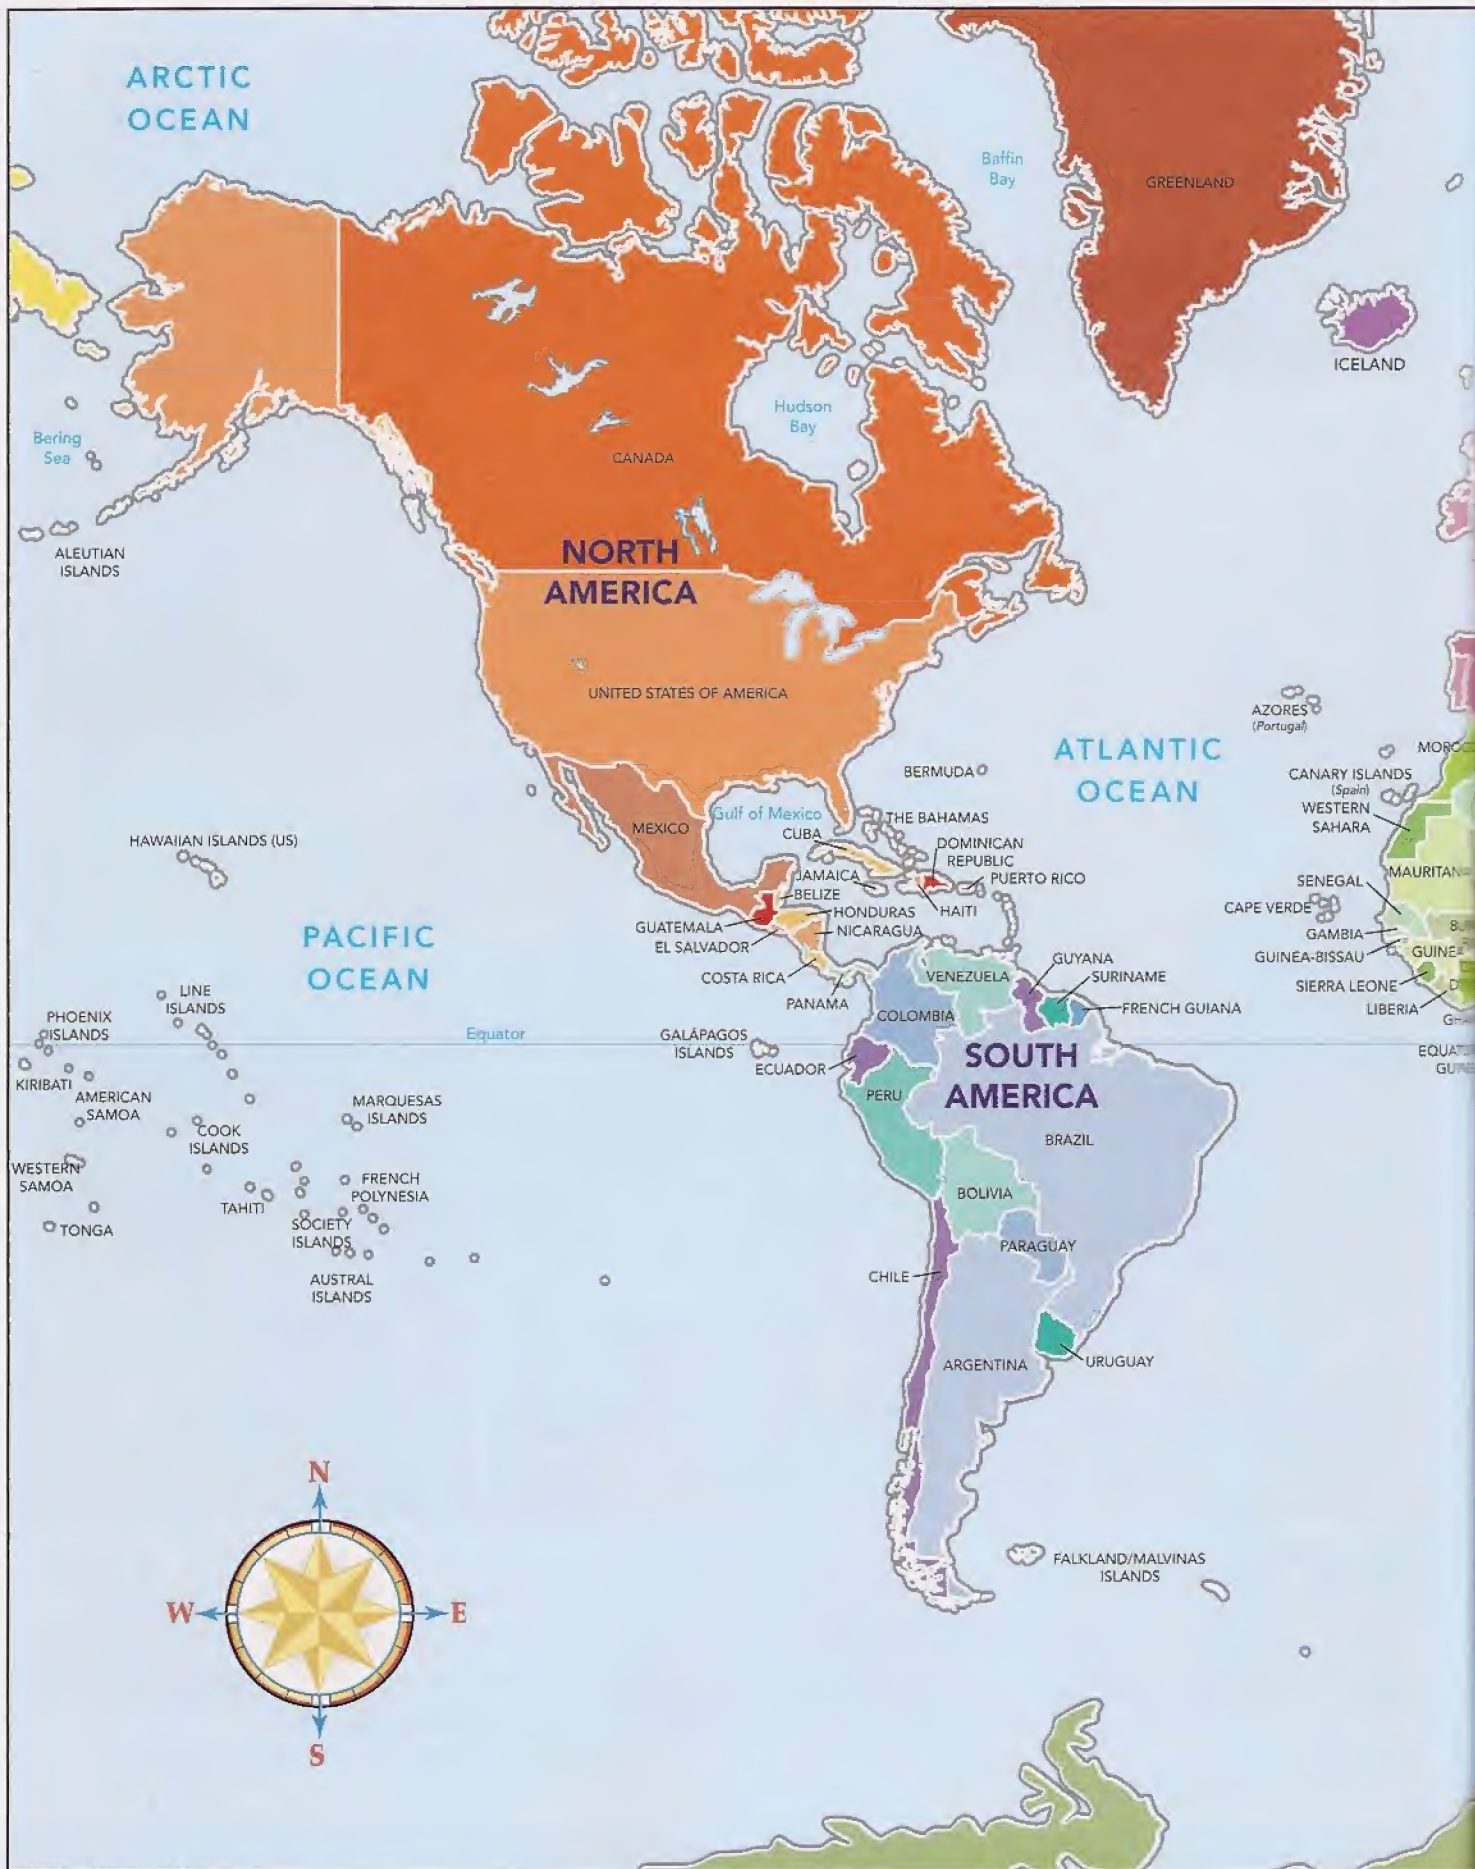 ARCTIC
OCEAN
Baffin
Bay
GREENLAND
ICELAND
Hudson
Bay
Bering
Sea
CANADA
ALEUTIAN
ISLANDS
NORTH
AMERICA
UNITED STATES OF AMERICA
AZORES
(Portugal)
ATLANTIC
OCEAN
BERMUDA
CANARY ISLANDS
(Spain)
WESTERN
SAHARA
Gulf of Mexico
MEXICO
CUBA
THE BAHAMAS
HAWAIIAN ISLANDS (US)
DOMINICAN
REPUBLIC
JAMAICA
PUERTO RICO
BELIZE
HAITI
HONDURAS
GUATEMALA
NICARAGUA
EL SALVADOR
COSTA RICA
PANAMA
MAURITAN
SENEGAL
CAPE VERDE
GAMBIA
GUINEA-BISSAU
GUINEA
SIERRA LEONE
LIBERIA
PACIFIC
OCEAN
VENEZUELA
GUYANA
SURINAME
FRENCH GUIANA
COLOMBIA
LINE
ISLANDS
PHOENIX
ISLANDS
Equator
GALÁPAGOS
ISLANDS
ECUADOR
SOUTH
AMERICA
KIRIBATI
AMERICAN
SAMOA
MARQUESAS
ISLANDS
PERU
BRAZIL
COOK
ISLANDS
WESTERN
SAMOA
TAHITI
FRENCH
POLYNESIA
BOLIVIA
TONGA
SOCIETY
ISLANDS
PARAGUAY
AUSTRAL
ISLANDS
CHILE
ARGENTINA
URUGUAY
N
W
E
S
FALKLAND/MALVINAS
ISLANDS